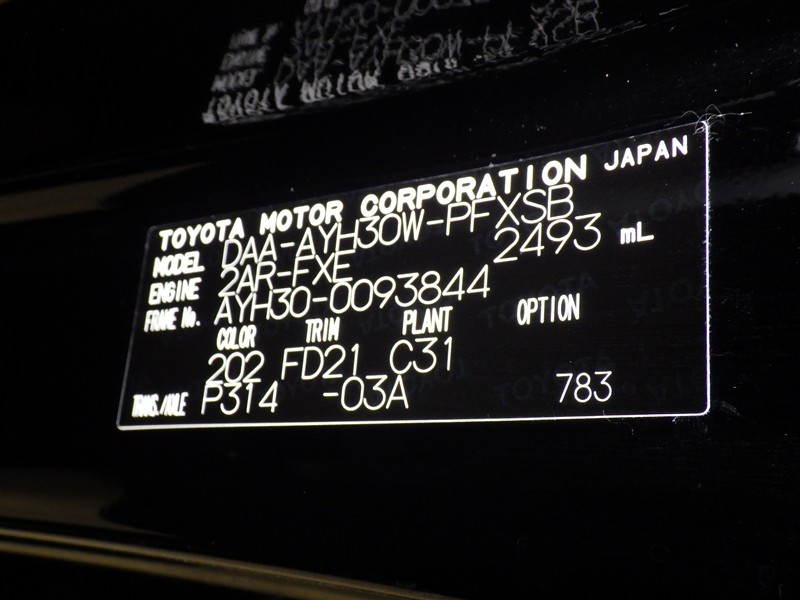 TOYOTA MOTOR CORPORATION JAPAN
MODEL DAA-AYH30W-PFXSB
ENGINE 2AR-FXE 2493 mL
FRAME No. AYH30-0093844
COLOR TRIM PLANT OPTION
202 FD21 C31
TRANS./AXLE P314 -03A 783